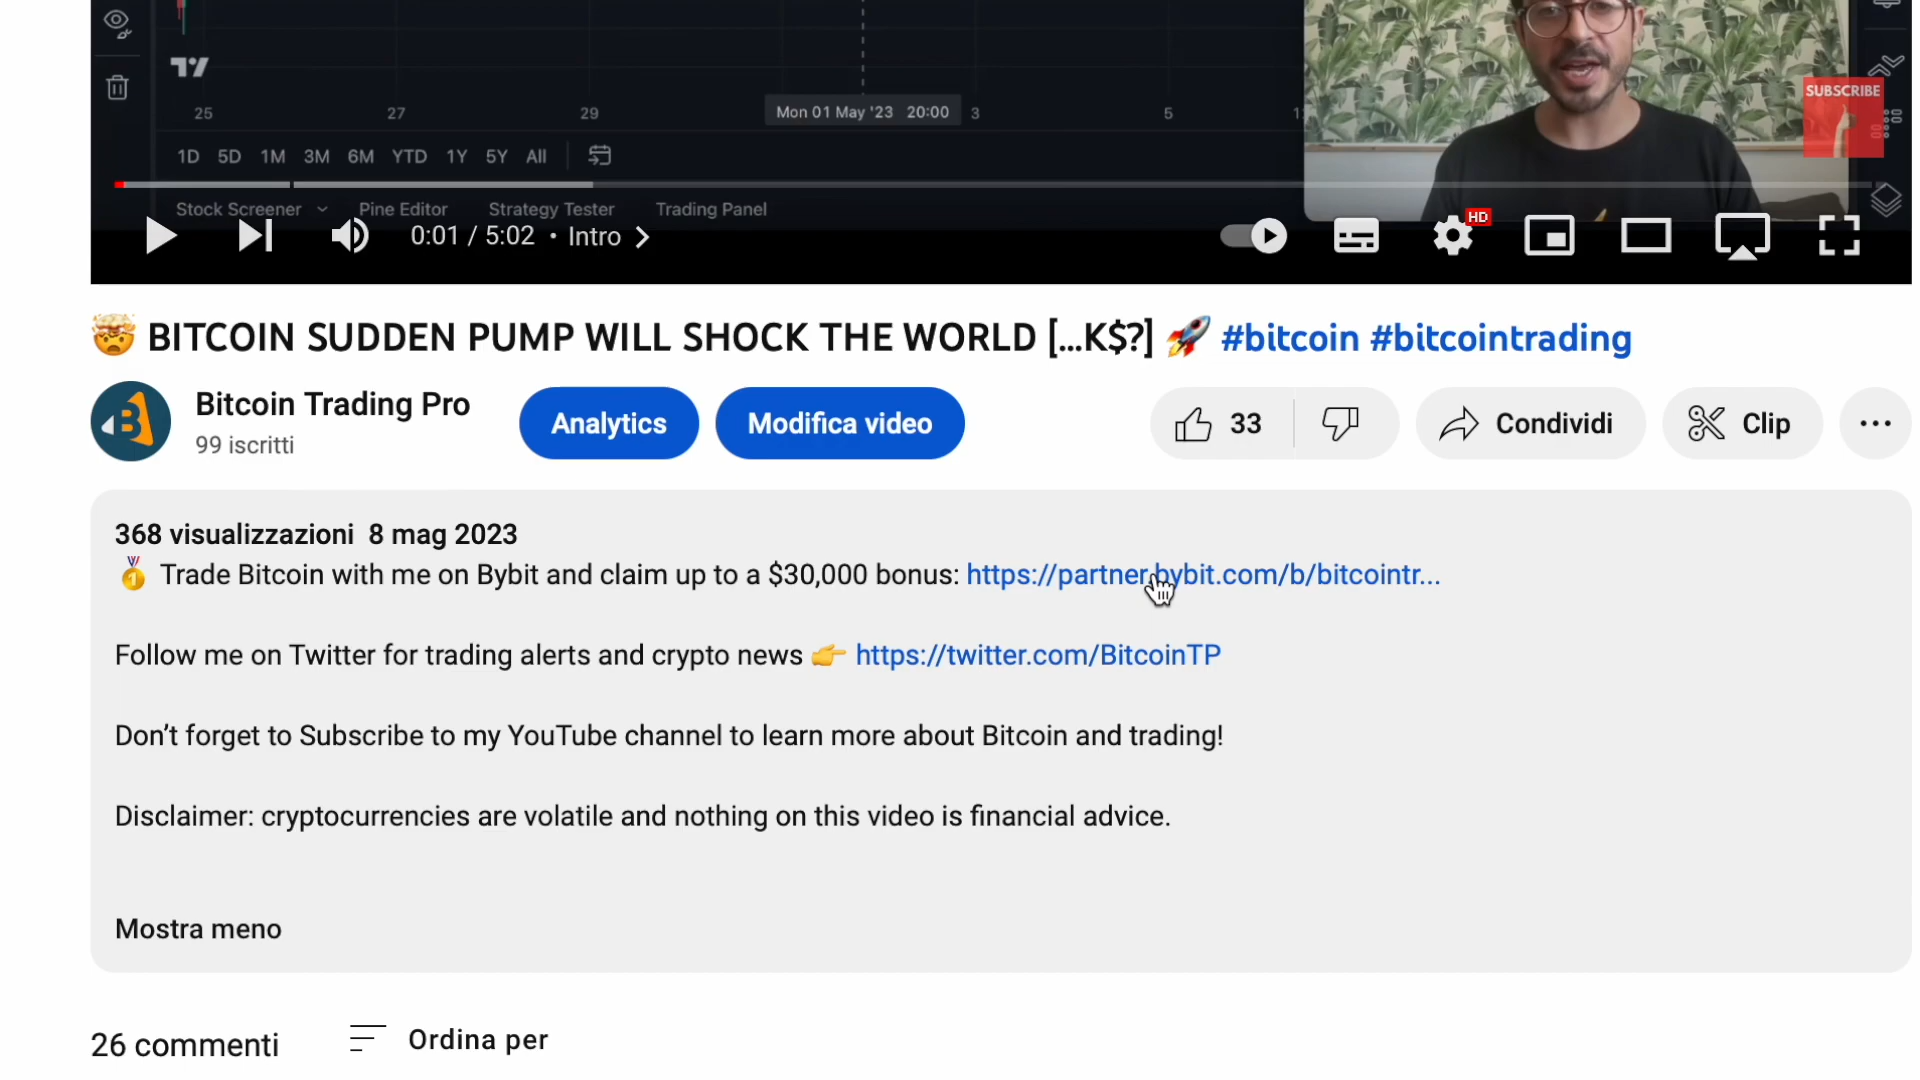 25 27 29 Mon 01 May '23 20:00 3 5
1D 5D 1M 3M 6M YTD 1Y 5Y All
SUBSCRIBE
Stock Screener Pine Editor Strategy Tester Trading Panel
0:01 / 5:02 • Intro
HD
🤯 BITCOIN SUDDEN PUMP WILL SHOCK THE WORLD [...K$?] 🚀 #bitcoin #bitcointrading
Bitcoin Trading Pro
99 iscritti
Analytics
Modifica video
33
Condividi
Clip
368 visualizzazioni 8 mag 2023
🥇 Trade Bitcoin with me on Bybit and claim up to a $30,000 bonus: https://partner.bybit.com/b/bitcointr...
Follow me on Twitter for trading alerts and crypto news 👉 https://twitter.com/BitcoinTP
Don’t forget to Subscribe to my YouTube channel to learn more about Bitcoin and trading!
Disclaimer: cryptocurrencies are volatile and nothing on this video is financial advice.
Mostra meno
26 commenti
Ordina per